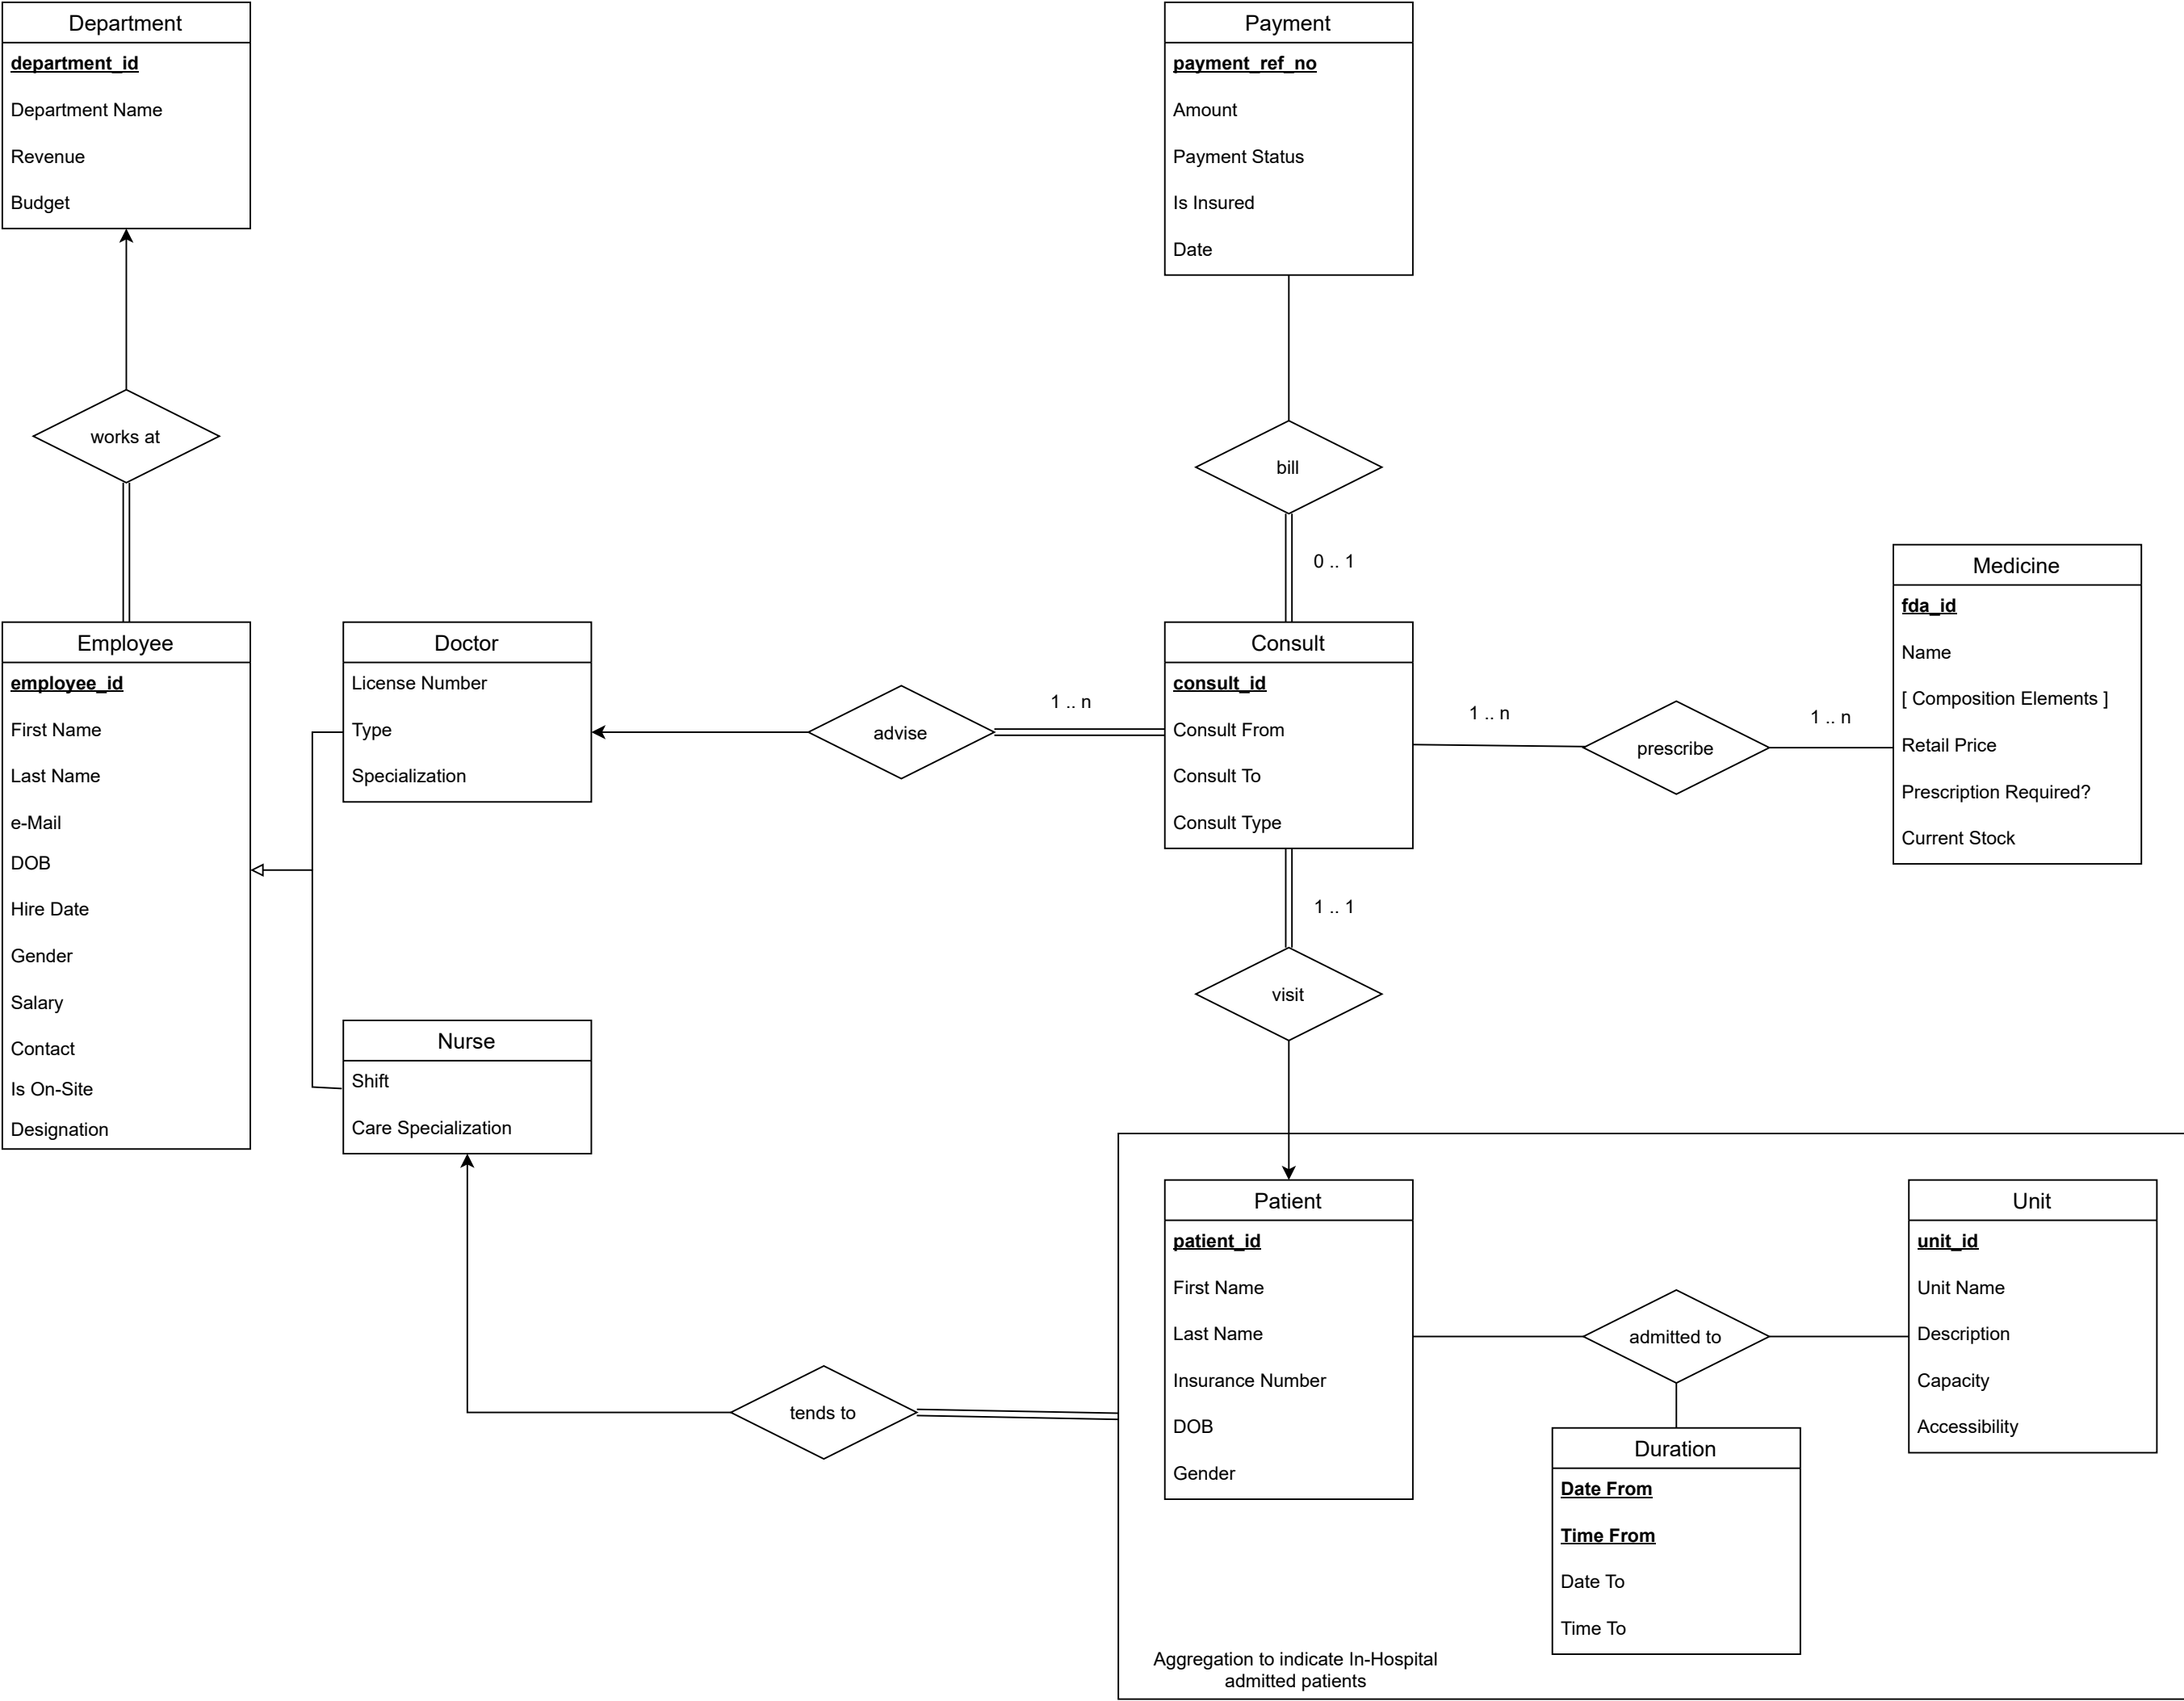 Department
department_id
Department Name
Revenue
Budget
Payment
payment_ref_no
Amount
Payment Status
Is Insured
Date
works at
bill
0 .. 1
Employee
employee_id
First Name
Last Name
e-Mail
DOB
Hire Date
Gender
Salary
Contact
Is On-Site
Designation
Doctor
License Number
Type
Specialization
advise
1 .. n
Consult
consult_id
Consult From
Consult To
Consult Type
1 .. n
prescribe
1 .. n
Medicine
fda_id
Name
[ Composition Elements ]
Retail Price
Prescription Required?
Current Stock
1 .. 1
visit
Nurse
Shift
Care Specialization
tends to
Patient
patient_id
First Name
Last Name
Insurance Number
DOB
Gender
admitted to
Unit
unit_id
Unit Name
Description
Capacity
Accessibility
Duration
Date From
Time From
Date To
Time To
Aggregation to indicate In-Hospital
admitted patients